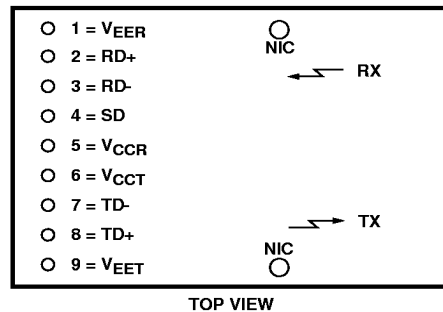 1 = VEER
NIC
2 = RD+
RX
3 = RD-
4 = SD
5 = VCCR
6 = VCCT
7 = TD-
TX
8 = TD+
NIC
9 = VEET
TOP VIEW